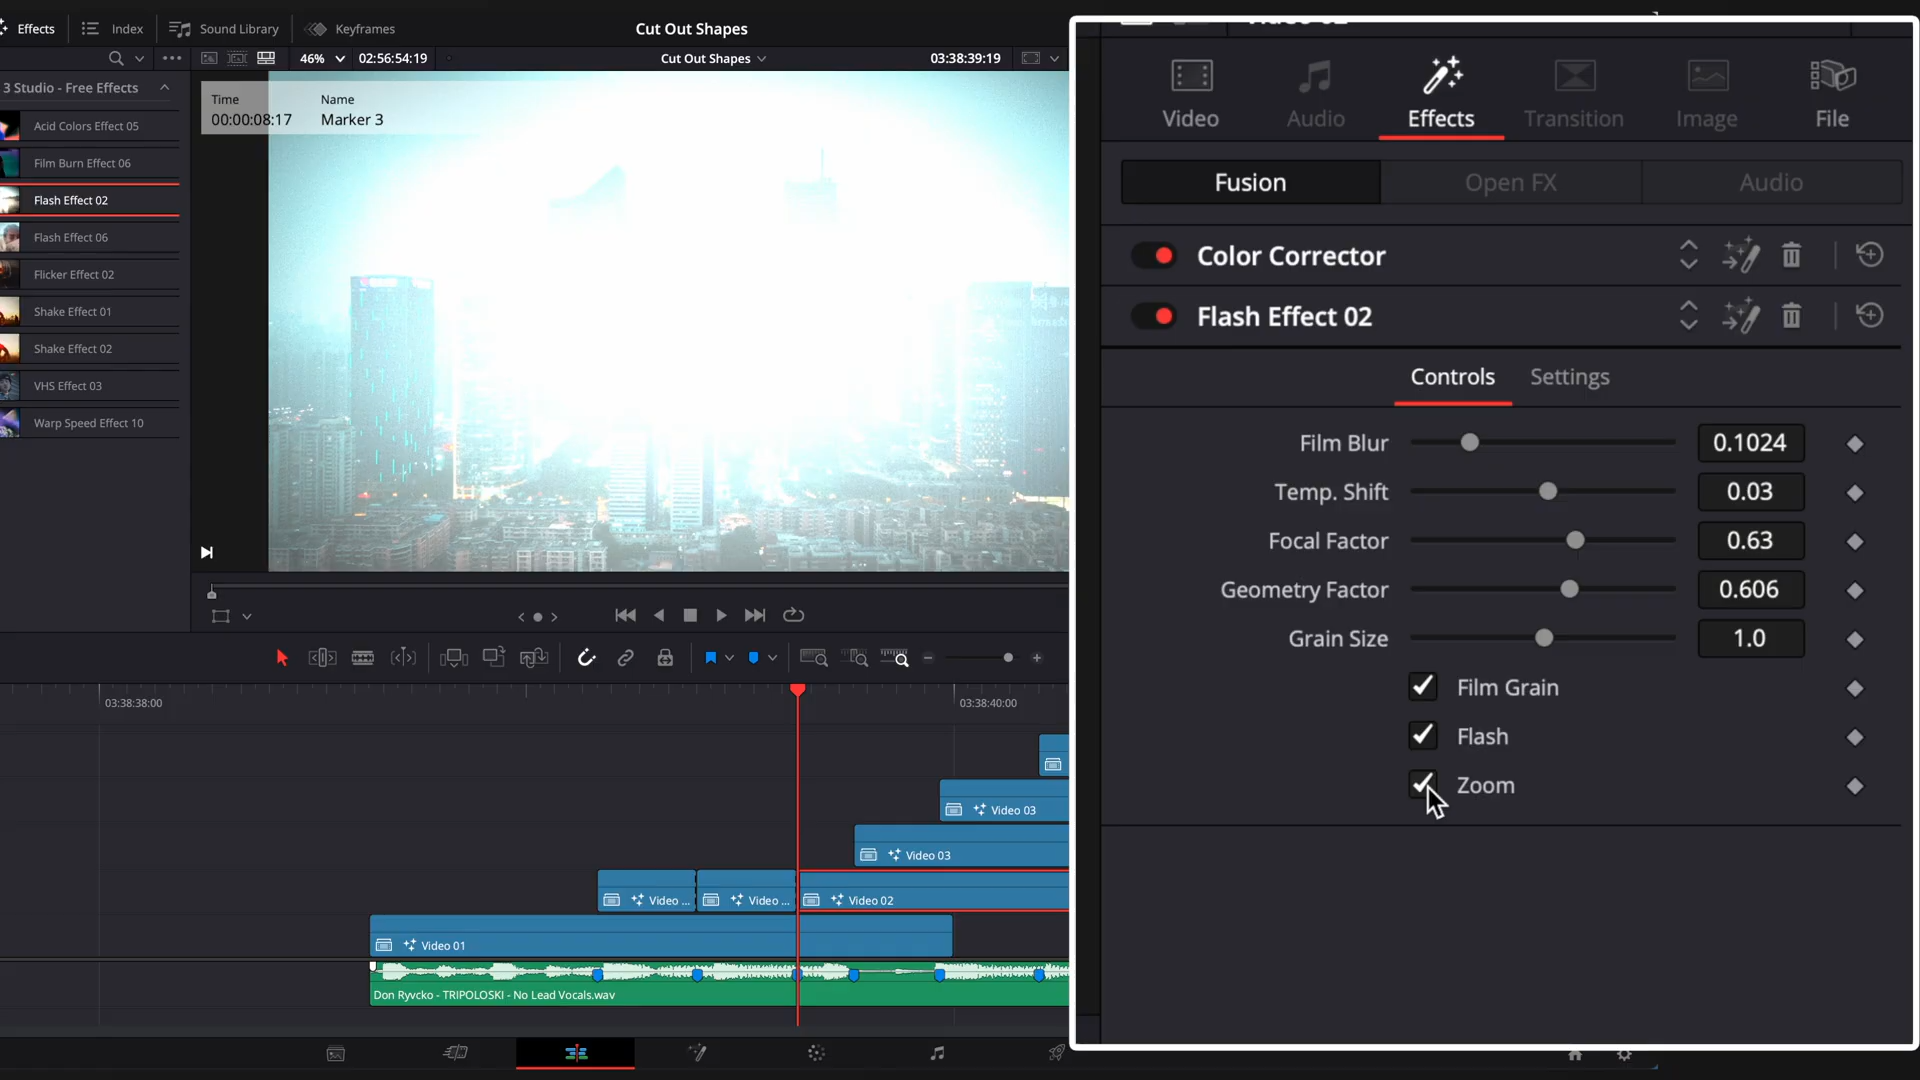 Effects
Index
Sound Library
Keyframes
Cut Out Shapes
46%
02:56:54:19
Cut Out Shapes
03:38:39:19
3 Studio - Free Effects
Acid Colors Effect 05
Film Burn Effect 06
Flash Effect 02
Flash Effect 06
Flicker Effect 02
Shake Effect 01
Shake Effect 02
VHS Effect 03
Warp Speed Effect 10
Time
Name
00:00:08:17
Marker 3
Video
Audio
Effects
Transition
Image
File
Fusion
Open FX
Audio
Color Corrector
Flash Effect 02
Controls
Settings
Film Blur
0.1024
Temp. Shift
0.03
Focal Factor
0.63
Geometry Factor
0.606
Grain Size
1.0
Film Grain
Flash
Zoom
03:38:38:00
03:38:40:00
Video 03
Video 03
Video ...
Video ...
Video 02
Video 01
Don Ryvcko - TRIPOLOSKI - No Lead Vocals.wav